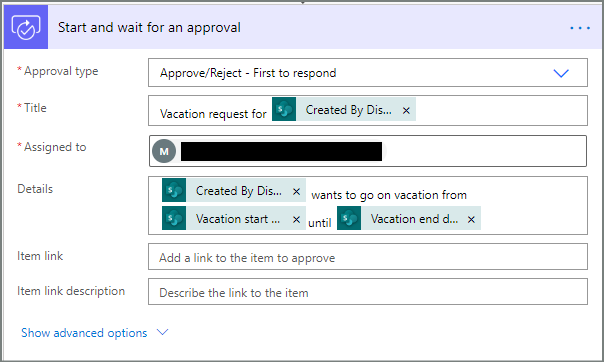 Start and wait for an approval
* Approval type
Approve/Reject - First to respond
* Title
Vacation request for Created By Dis... ×
* Assigned to
M
Details
Created By Dis... × wants to go on vacation from
Vacation start ... × until Vacation end d... ×
Item link
Add a link to the item to approve
Item link description
Describe the link to the item
Show advanced options